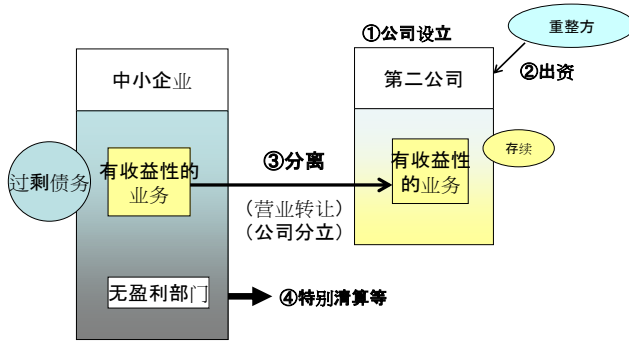 ①公司设立
重整方
中小企业
第二公司
②出资
过剩债务
有收益性的
业务
③分离
有收益性
的业务
存续
（营业转让）
（公司分立）
无盈利部门
④特别清算等